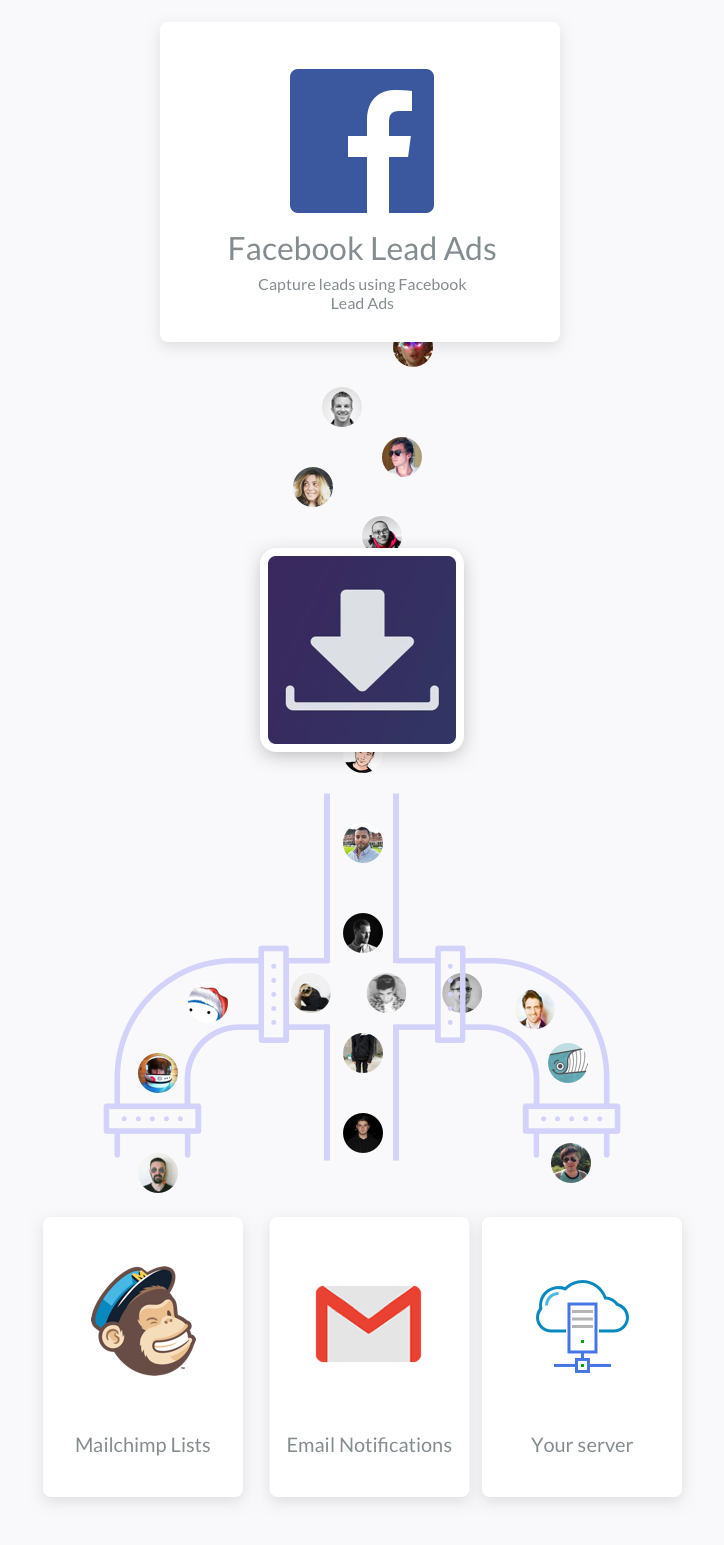 Facebook Lead Ads
Capture leads using Facebook
Lead Ads
Mailchimp Lists
Email Notifications
Your server